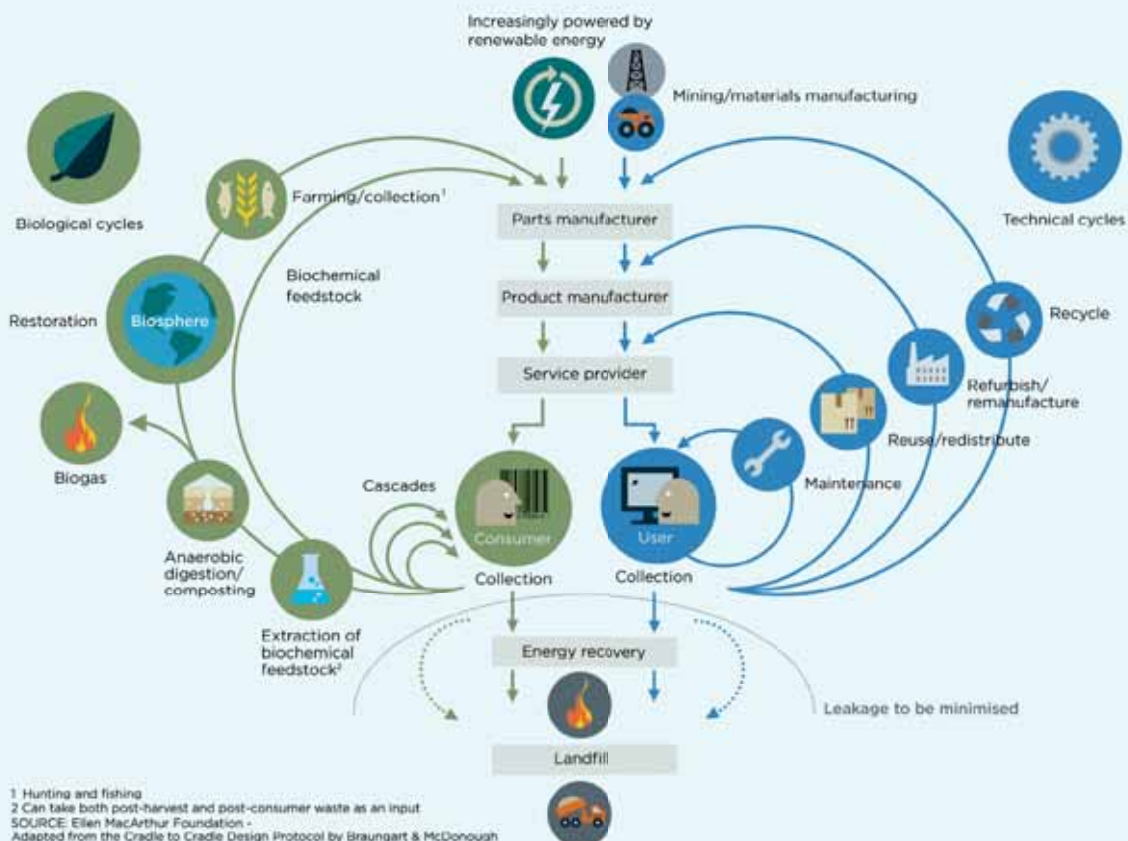 Increasingly powered by
renewable energy
Mining/materials manufacturing
Biological cycles
Farming/collection¹
Parts manufacturer
Technical cycles
Biochemical
feedstock
Product manufacturer
Restoration
Biosphere
Recycle
Service provider
Refurbish/
remanufacture
Reuse/redistribute
Biogas
Cascades
Maintenance
Consumer
User
Anaerobic
digestion/
composting
Collection
Collection
Extraction of
biochemical
feedstock²
Energy recovery
Leakage to be minimised
Landfill
1 Hunting and fishing
2 Can take both post-harvest and post-consumer waste as an input
SOURCE: Ellen MacArthur Foundation -
Adapted from the Cradle to Cradle Design Protocol by Braungart & McDonough